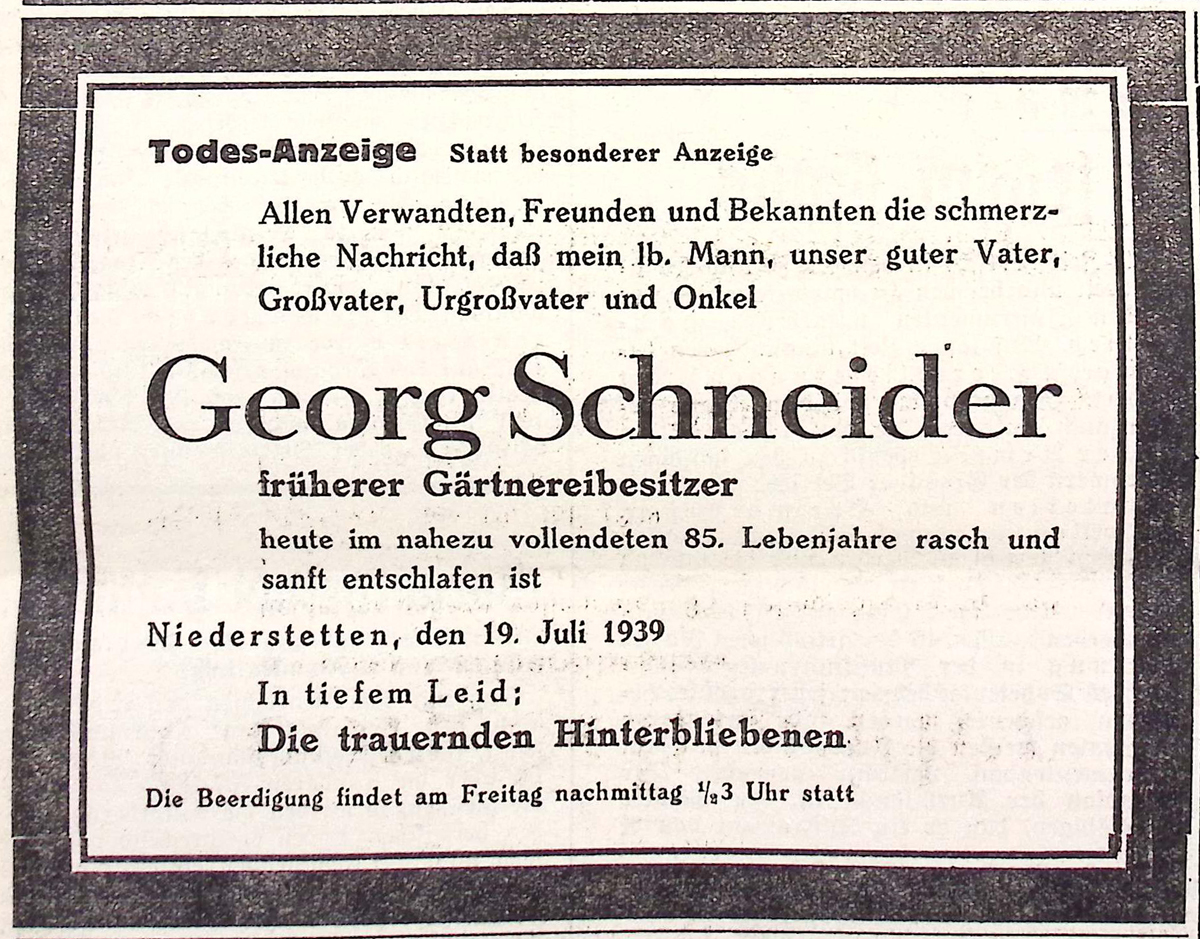 Todes-Anzeige Statt besonderer Anzeige
Allen Verwandten, Freunden und Bekannten die schmerz-
liche Nachricht, daß mein lb. Mann, unser guter Vater,
Großvater, Urgroßvater und Onkel
Georg Schneider
früherer Gärtnereibesitzer
heute im nahezu vollendeten 85. Lebenjahre rasch und
sanft entschlafen ist
Niederstetten, den 19. Juli 1939
In tiefem Leid;
Die trauernden Hinterbliebenen
Die Beerdigung findet am Freitag nachmittag ½3 Uhr statt